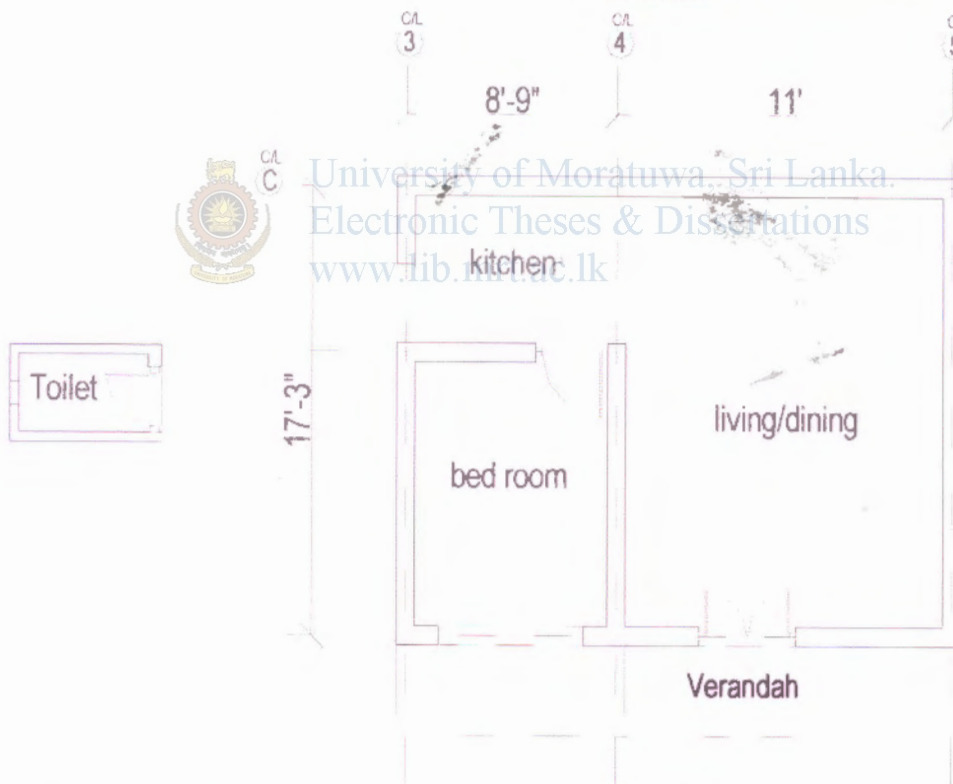 C/L
3
C/L
4
8'-9"
11'
C/L
C
University of Moratuwa, Sri Lanka.
Electronic Theses & Dissertations
www.lib.mrt.ac.lk
kitchen
Toilet
17'-3"
living/dining
bed room
Verandah